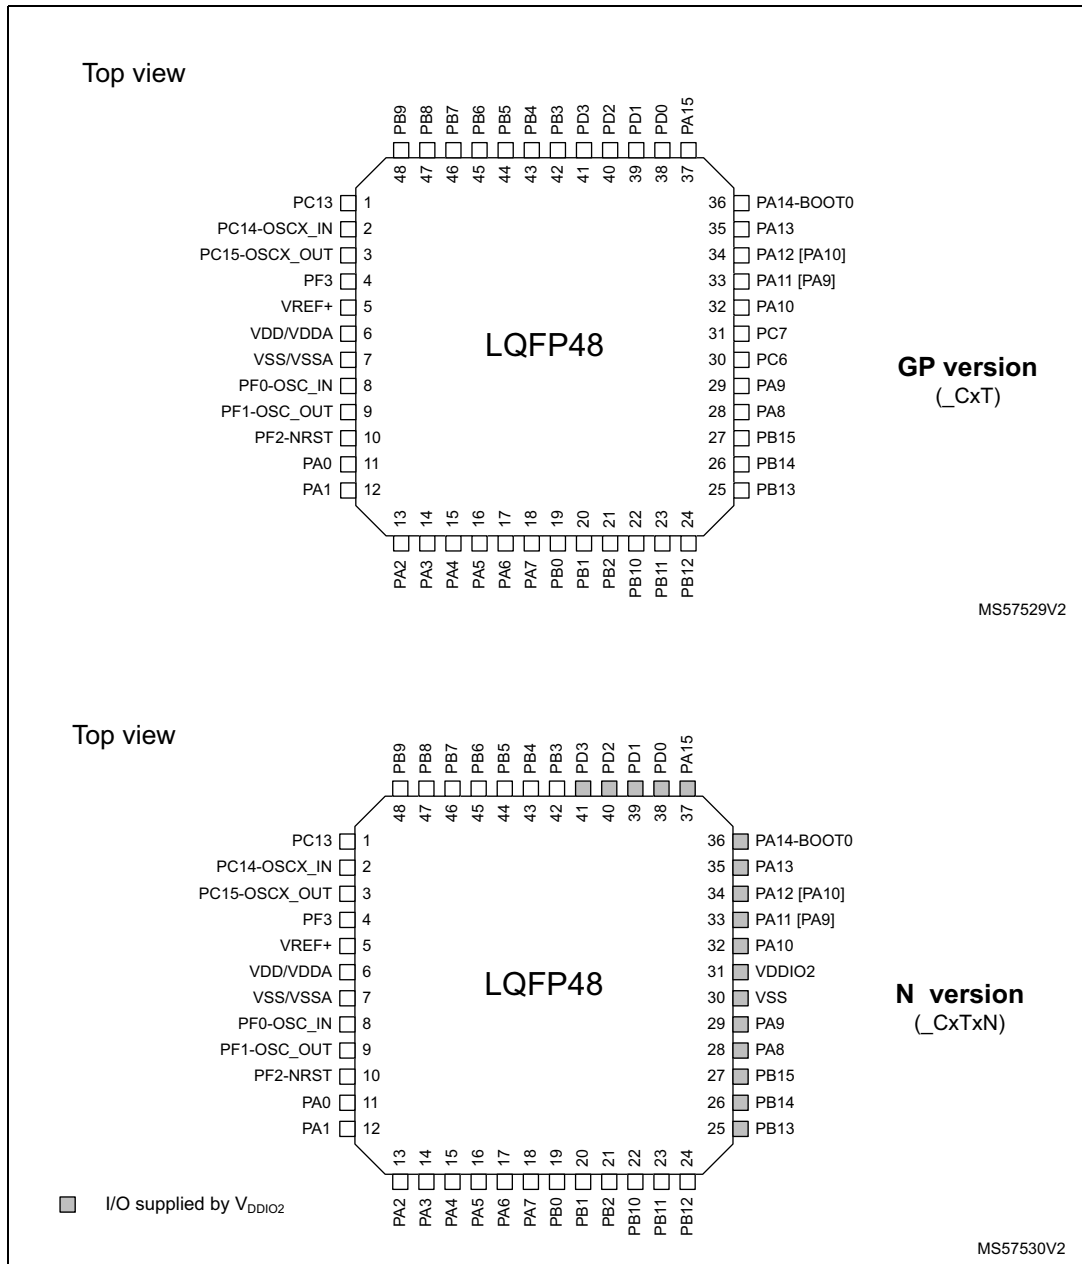 Top view
PB9
PB8
PB7
PB6
PB5
PB4
PB3
PD3
PD2
PD1
PD0
PA15
48
47
46
45
44
43
42
41
40
39
38
37
PC13 1
PC14-OSCX_IN 2
PC15-OSCX_OUT 3
PF3 4
VREF+ 5
VDD/VDDA 6
VSS/VSSA 7
PF0-OSC_IN 8
PF1-OSC_OUT 9
PF2-NRST 10
PA0 11
PA1 12
LQFP48
36 PA14-BOOT0
35 PA13
34 PA12 [PA10]
33 PA11 [PA9]
32 PA10
31 PC7
30 PC6
29 PA9
28 PA8
27 PB15
26 PB14
25 PB13
GP version
(_CxT)
13
14
15
16
17
18
19
20
21
22
23
24
PA2
PA3
PA4
PA5
PA6
PA7
PB0
PB1
PB2
PB10
PB11
PB12
MS57529V2
Top view
PB9
PB8
PB7
PB6
PB5
PB4
PB3
PD3
PD2
PD1
PD0
PA15
48
47
46
45
44
43
42
41
40
39
38
37
PC13 1
PC14-OSCX_IN 2
PC15-OSCX_OUT 3
PF3 4
VREF+ 5
VDD/VDDA 6
VSS/VSSA 7
PF0-OSC_IN 8
PF1-OSC_OUT 9
PF2-NRST 10
PA0 11
PA1 12
LQFP48
36 PA14-BOOT0
35 PA13
34 PA12 [PA10]
33 PA11 [PA9]
32 PA10
31 VDDIO2
30 VSS
29 PA9
28 PA8
27 PB15
26 PB14
25 PB13
N version
(_CxTxN)
13
14
15
16
17
18
19
20
21
22
23
24
PA2
PA3
PA4
PA5
PA6
PA7
PB0
PB1
PB2
PB10
PB11
PB12
I/O supplied by VDDIO2
MS57530V2